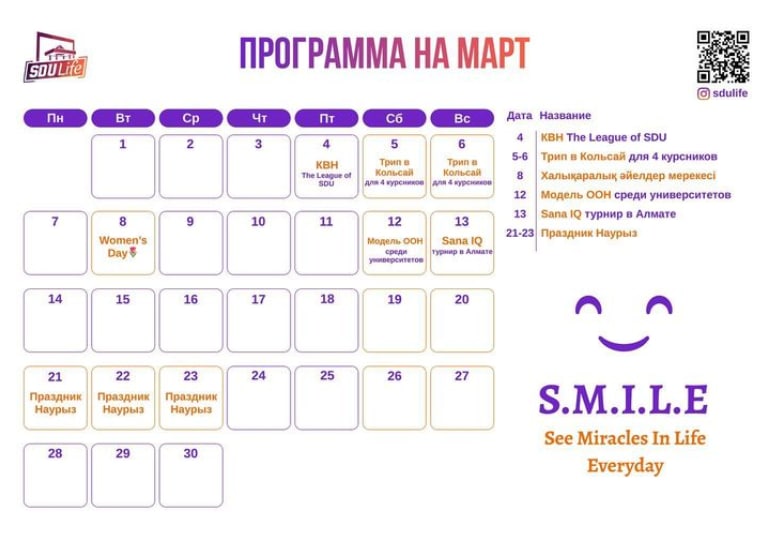 SDULife
ПРОГРАММА НА МАРТ
sdulife
Пн Вт Ср Чт Пт Сб Вс
1 2 3 4 5 6
КВН
The League of
SDU
Трип в
Кольсай
для 4 курсников
Трип в
Кольсай
для 4 курсников
7 8 9 10 11 12 13
Women's
Day
Модель ООН
среди
университетов
Sana IQ
турнир в Алмате
14 15 16 17 18 19 20
21 22 23 24 25 26 27
Праздник
Наурыз
Праздник
Наурыз
Праздник
Наурыз
28 29 30
Дата Название
4 КВН The League of SDU
5-6 Трип в Кольсай для 4 курсников
8 Халықаралық әйелдер мерекесі
12 Модель ООН среди университетов
13 Sana IQ турнир в Алмате
21-23 Праздник Наурыз
S.M.I.L.E
See Miracles In Life
Everyday